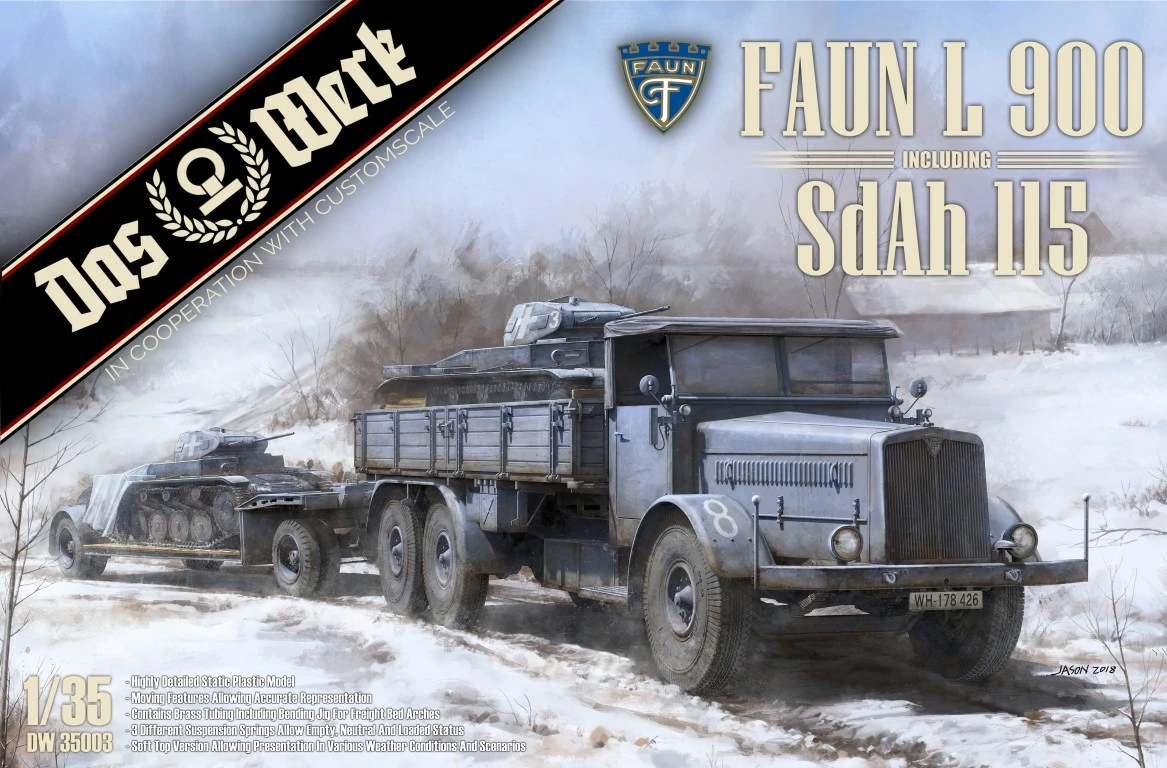 Das Werk
IN COOPERATION WITH CUSTOMSCALE
FAUN
FAUN L 900
INCLUDING
SdAh 115
3
8
WH-178 426
JASON 2018
1/35
DW 35003
- Highly Detailed Static Plastic Model
- Moving Features Allowing Accurate Representation
- Contains Brass Tubing Including Bending Jig For Freight Bed Arches
- 3 Different Suspension Springs Allow Empty, Neutral And Loaded Status
- Soft Top Version Allowing Presentation In Various Weather Conditions And Scenarios